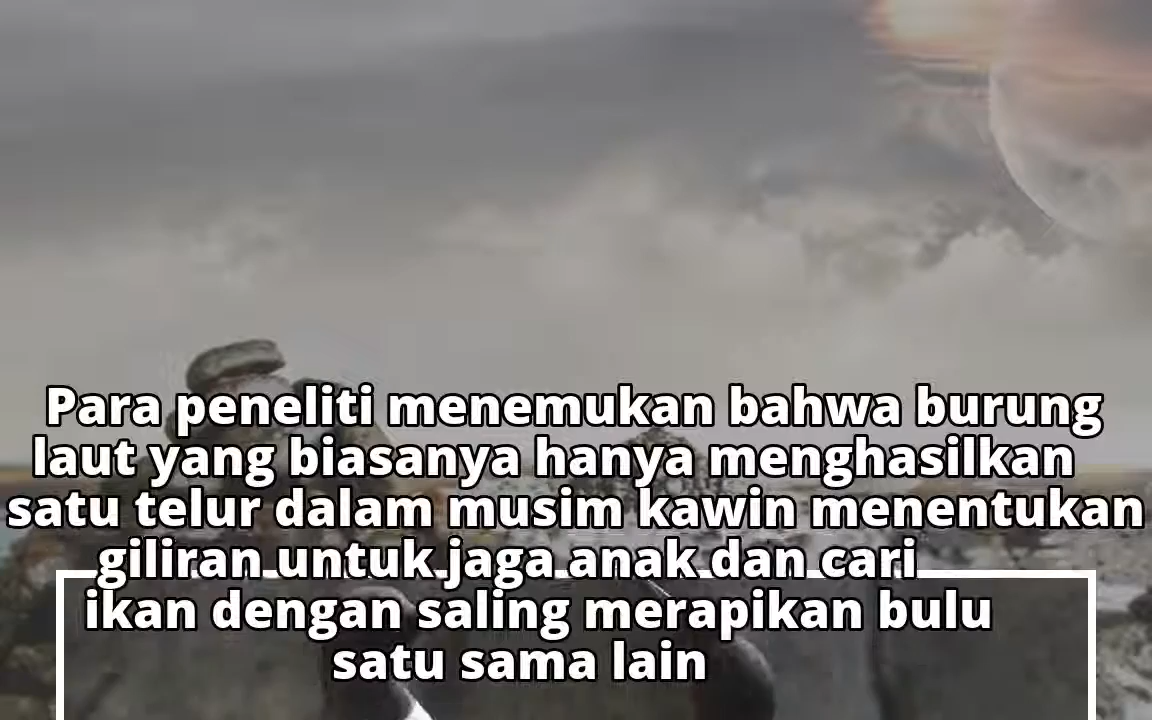 Para peneliti menemukan bahwa burung
laut yang biasanya hanya menghasilkan
satu telur dalam musim kawin menentukan
giliran untuk jaga anak dan cari
ikan dengan saling merapikan bulu
satu sama lain